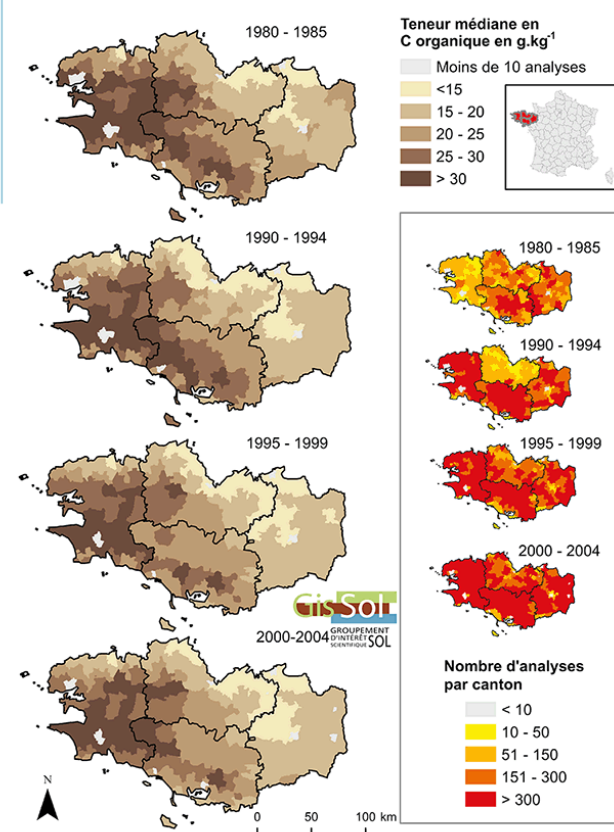 1980 - 1985
1990 - 1994
1995 - 1999
Gis Sol
GROUPEMENT
D'INTÉRÊT
SCIENTIFIQUE SOL
2000-2004
N
0 50 100 km
Teneur médiane en
C organique en g.kg-1
Moins de 10 analyses
<15
15 - 20
20 - 25
25 - 30
> 30
1980 - 1985
1990 - 1994
1995 - 1999
2000 - 2004
Nombre d'analyses
par canton
< 10
10 - 50
51 - 150
151 - 300
> 300